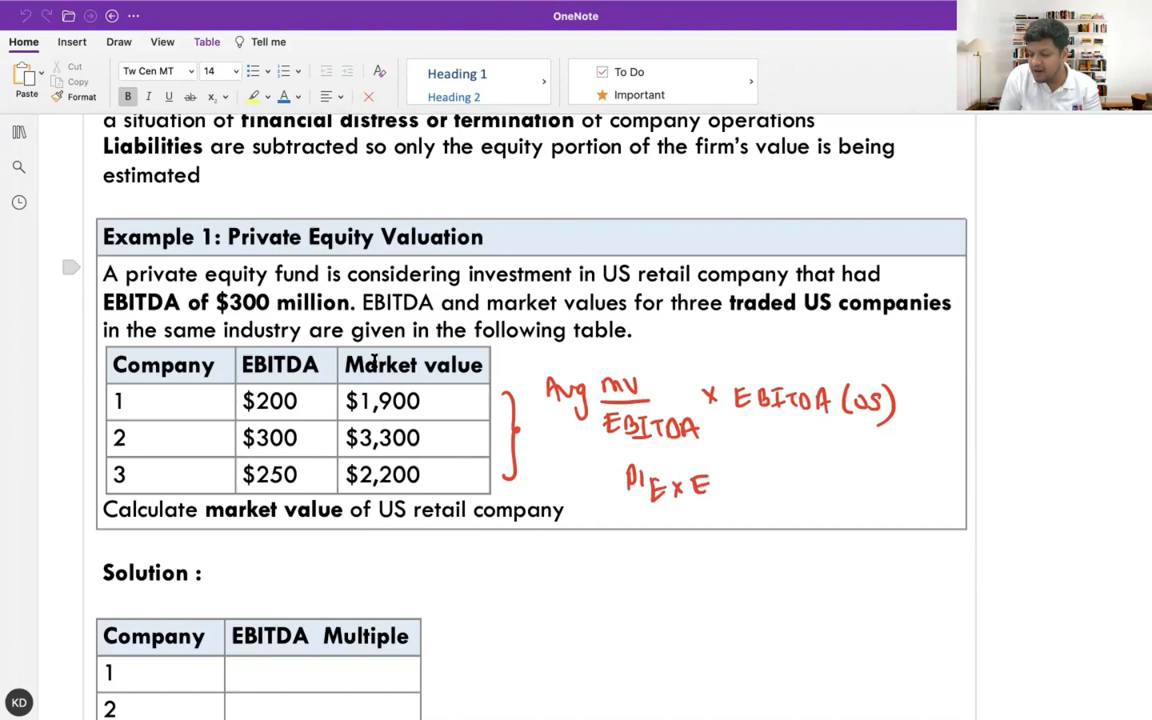 OneNote
Home Insert Draw View Table Tell me
Cut
Copy
Paste Format
Tw Cen MT 14
B I U ab x₂ A
Heading 1
Heading 2
To Do
Important
a situation of financial distress or termination of company operations
Liabilities are subtracted so only the equity portion of the firm's value is being
estimated
Example 1: Private Equity Valuation
A private equity fund is considering investment in US retail company that had
EBITDA of $300 million. EBITDA and market values for three traded US companies
in the same industry are given in the following table.
Company EBITDA Market value
1 $200 $1,900
2 $300 $3,300
3 $250 $2,200
Avg MV/EBITDA × EBITDA (US)
P/E × E
Calculate market value of US retail company
Solution :
Company EBITDA Multiple
1
2
KD